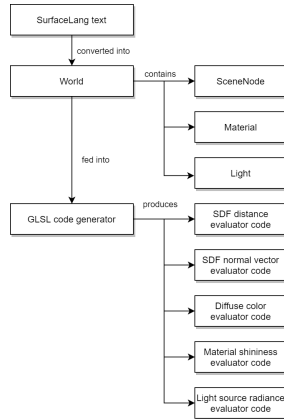 SurfaceLang text
converted into
World
contains
SceneNode
Material
Light
fed into
GLSL code generator
produces
SDF distance
evaluator code
SDF normal vector
evaluator code
Diffuse color
evaluator code
Material shininess
evaluator code
Light source radiance
evaluator code